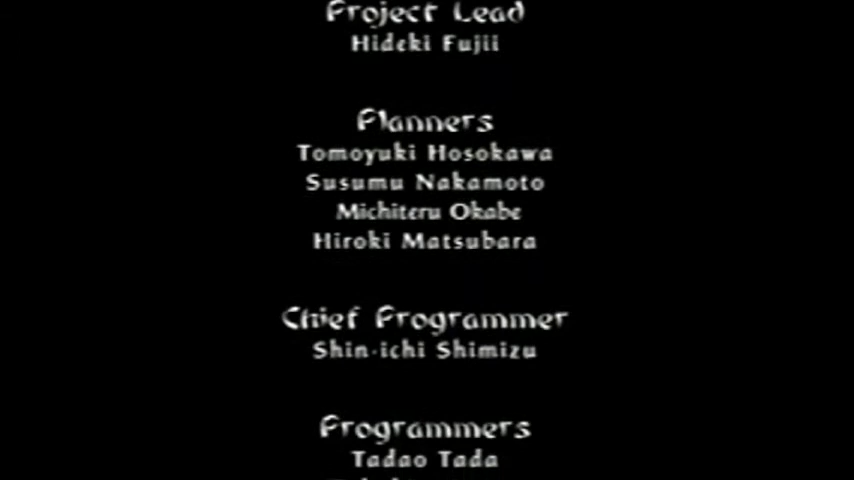 Project Lead
Hideki Fujii
Planners
Tomoyuki Hosokawa
Susumu Nakamoto
Michiteru Okabe
Hiroki Matsubara
Chief Programmer
Shin-ichi Shimizu
Programmers
Tadao Tada